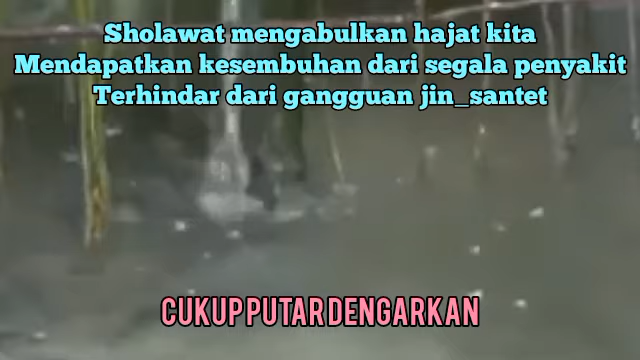 Sholawat mengabulkan hajat kita
Mendapatkan kesembuhan dari segala penyakit
Terhindar dari gangguan jin_santet
CUKUP PUTAR DENGARKAN